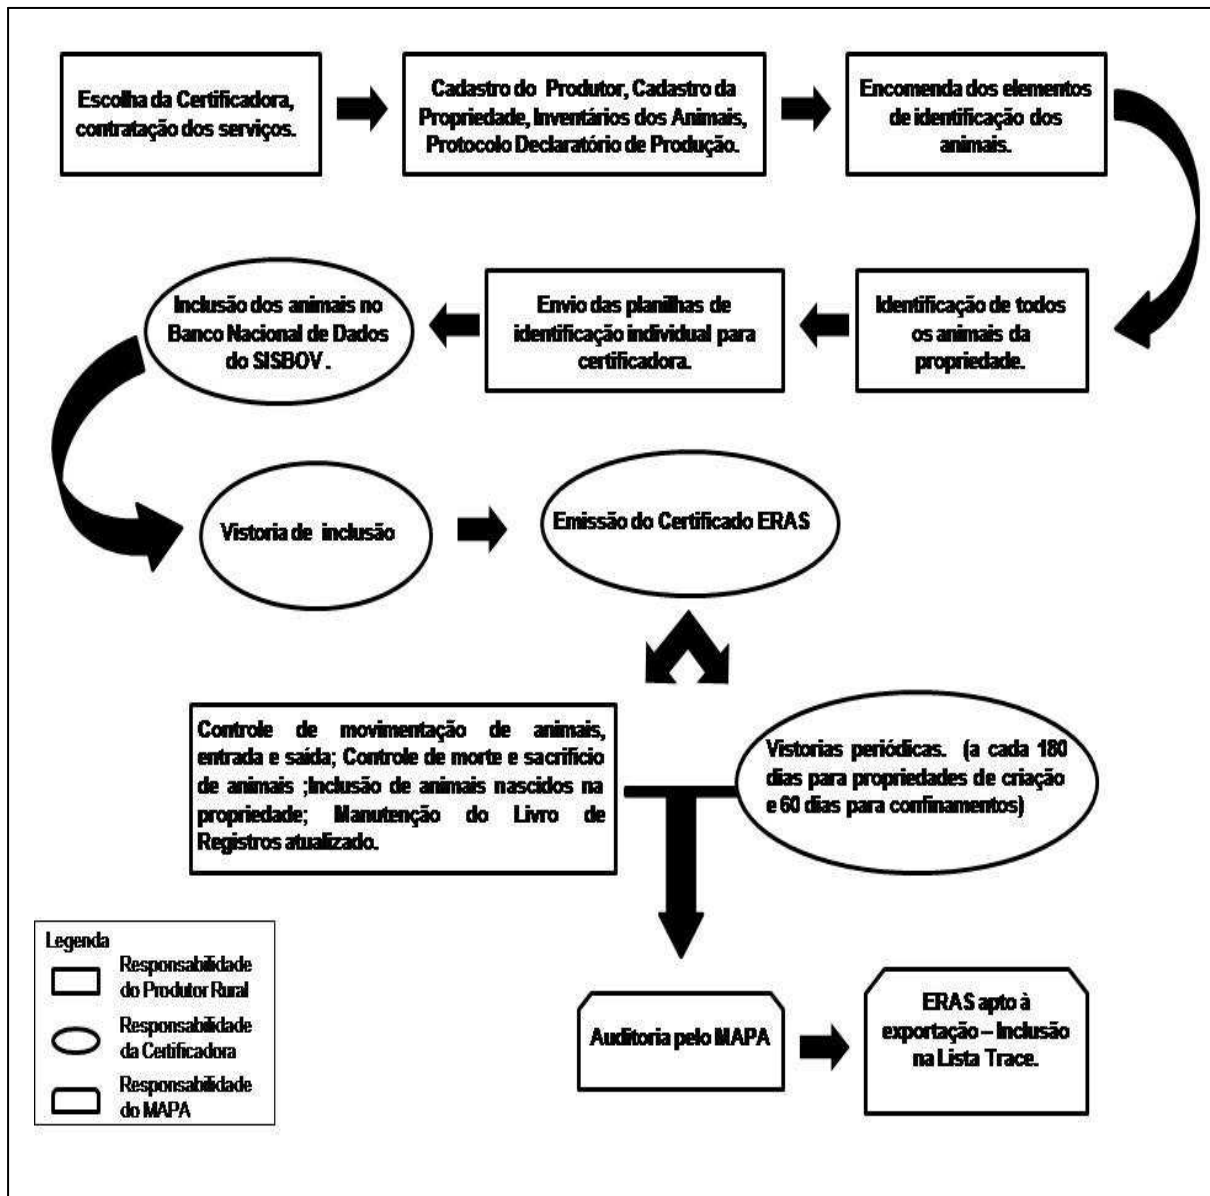 Escolha da Certificadora,
contratação dos serviços.
Cadastro do Produtor, Cadastro da
Propriedade, Inventários dos Animais,
Protocolo Declaratório de Produção.
Encomenda dos elementos
de identificação dos
animais.
Identificação de todos
os animais da
propriedade.
Envio das planilhas de
identificação individual para
certificadora.
Inclusão dos animais no
Banco Nacional de Dados
do SISBOV.
Vistoria de inclusão
Emissão do Certificado ERAS
Controle de movimentação de animais,
entrada e saída; Controle de morte e sacrifício
de animais ;Inclusão de animais nascidos na
propriedade; Manutenção do Livro de
Registros atualizado.
Vistorias periódicas. (a cada 180
dias para propriedades de criação
e 60 dias para confinamentos)
Auditoria pelo MAPA
ERAS apto à
exportação – Inclusão
na Lista Trace.
Legenda
Responsabilidade
do Produtor Rural
Responsabilidade
da Certificadora
Responsabilidade
do MAPA